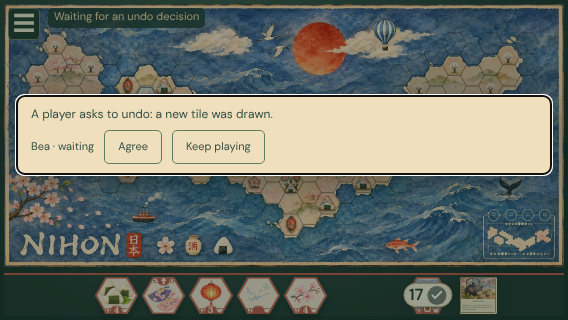 Waiting for an undo decision
A player asks to undo: a new tile was drawn.
Bea · waiting
Agree
Keep playing
NIHON 日本
酒
17